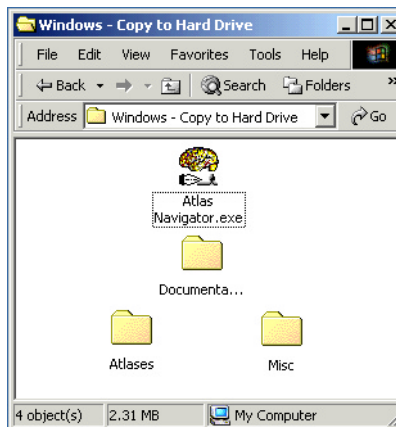 Windows - Copy to Hard Drive
File Edit View Favorites Tools Help
Back Search Folders »
Address Windows - Copy to Hard Drive Go
Atlas
Navigator.exe
Documenta...
Atlases Misc
4 object(s) 2.31 MB My Computer